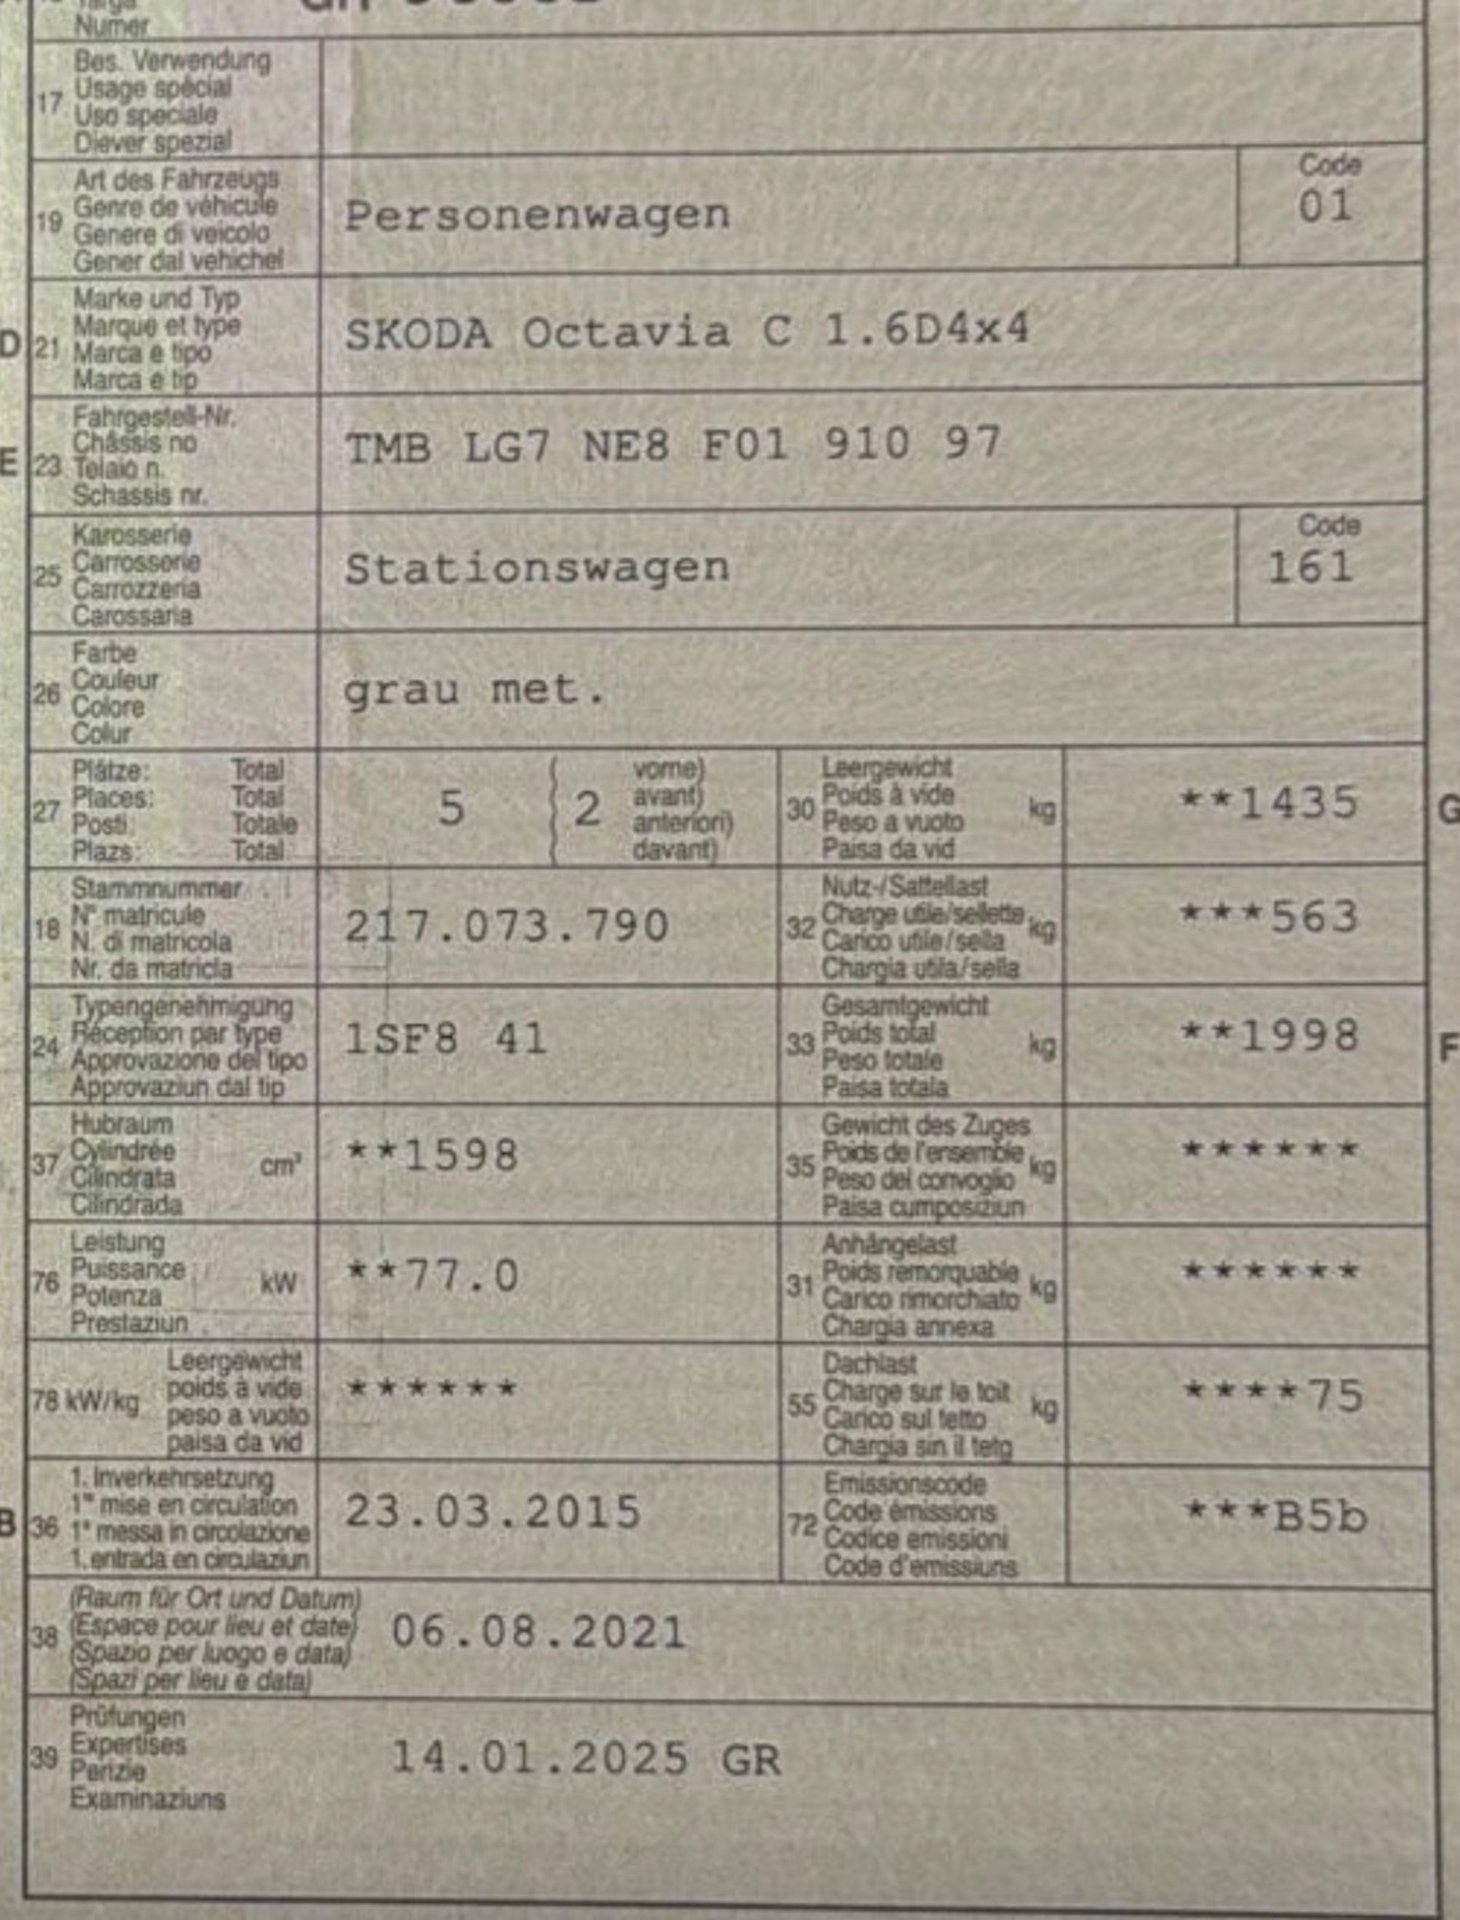 Targa
Numer
Bes. Verwendung
17 Usage spécial
Uso speciale
Diever spezial
Art des Fahrzeugs
19 Genre de véhicule
Genere di veicolo
Gener dal vehichel
Personenwagen
Code
01
D 21 Marke und Typ
Marque et type
Marca e tipo
Marca e tip
SKODA Octavia C 1.6D4x4
E 23 Fahrgestell-Nr.
Châssis no
Telaio n.
Schassis nr.
TMB LG7 NE8 F01 910 97
25 Karosserie
Carrosserie
Carrozzeria
Carossaria
Stationswagen
Code
161
26 Farbe
Couleur
Colore
Colur
grau met.
27 Plätze: Total
Places: Total
Posti: Totale
Plazs: Total
5 ( 2 vorne)
avant)
anteriori)
davant)
30 Leergewicht
Poids à vide kg
Peso a vuoto
Paisa da vid
**1435 G
18 Stammnummer
N° matricule
N. di matricola
Nr. da matricla
217.073.790
32 Nutz-/Sattellast
Charge utile/sellette kg
Carico utile/sella
Chargia utila/sella
***563
24 Typengenehmigung
Réception par type
Approvazione del tipo
Approvaziun dal tip
1SF8 41
33 Gesamtgewicht
Poids total kg
Peso totale
Paisa totala
**1998 F
37 Hubraum
Cylindrée cm³
Cilindrata
Cilindrada
**1598
35 Gewicht des Zuges
Poids de l'ensemble kg
Peso del convoglio
Paisa cumposiziun
******
76 Leistung
Puissance kW
Potenza
Prestaziun
**77.0
31 Anhängelast
Poids remorquable kg
Carico rimorchiato
Chargia annexa
******
78 kW/kg Leergewicht
poids à vide
peso a vuoto
paisa da vid
******
55 Dachlast
Charge sur le toit kg
Carico sul tetto
Chargia sin il tetg
****75
B 36 1. Inverkehrsetzung
1re mise en circulation
1a messa in circolazione
1. entrada en circulaziun
23.03.2015
72 Emissionscode
Code émissions
Codice emissioni
Code d'emissiuns
***B5b
38 (Raum für Ort und Datum)
(Espace pour lieu et date)
(Spazio per luogo e data)
(Spazi per lieu e data)
06.08.2021
39 Prüfungen
Expertises
Perizie
Examinaziuns
14.01.2025 GR